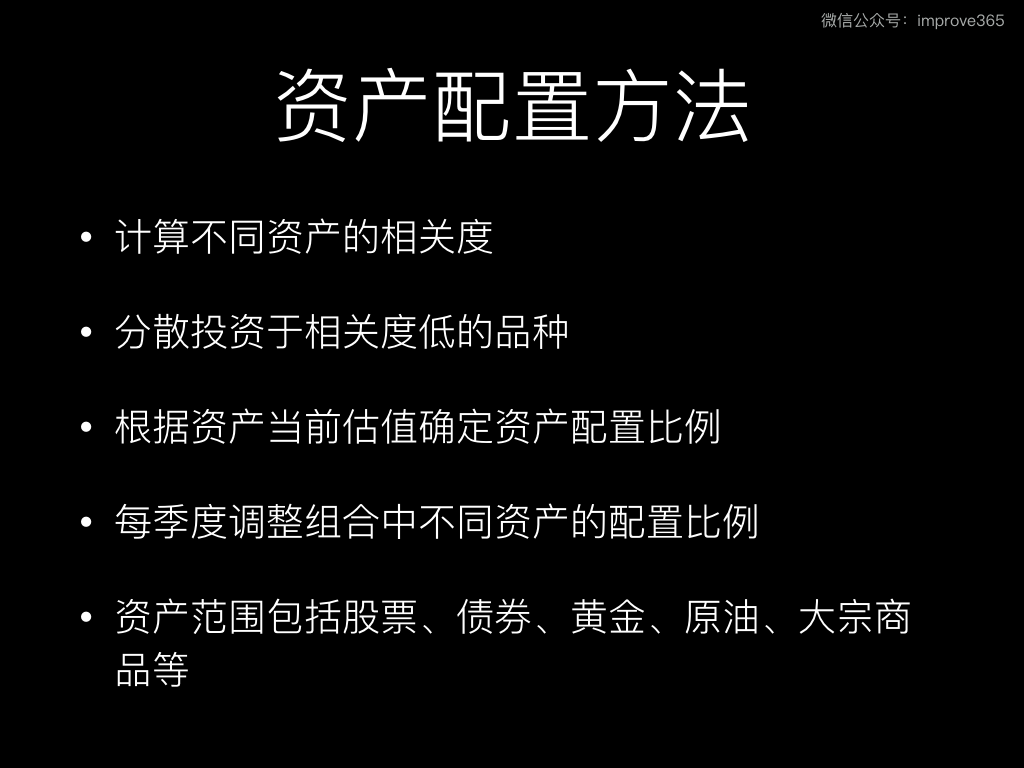 微信公众号：improve365
资产配置方法
• 计算不同资产的相关度
• 分散投资于相关度低的品种
• 根据资产当前估值确定资产配置比例
• 每季度调整组合中不同资产的配置比例
• 资产范围包括股票、债券、黄金、原油、大宗商
品等